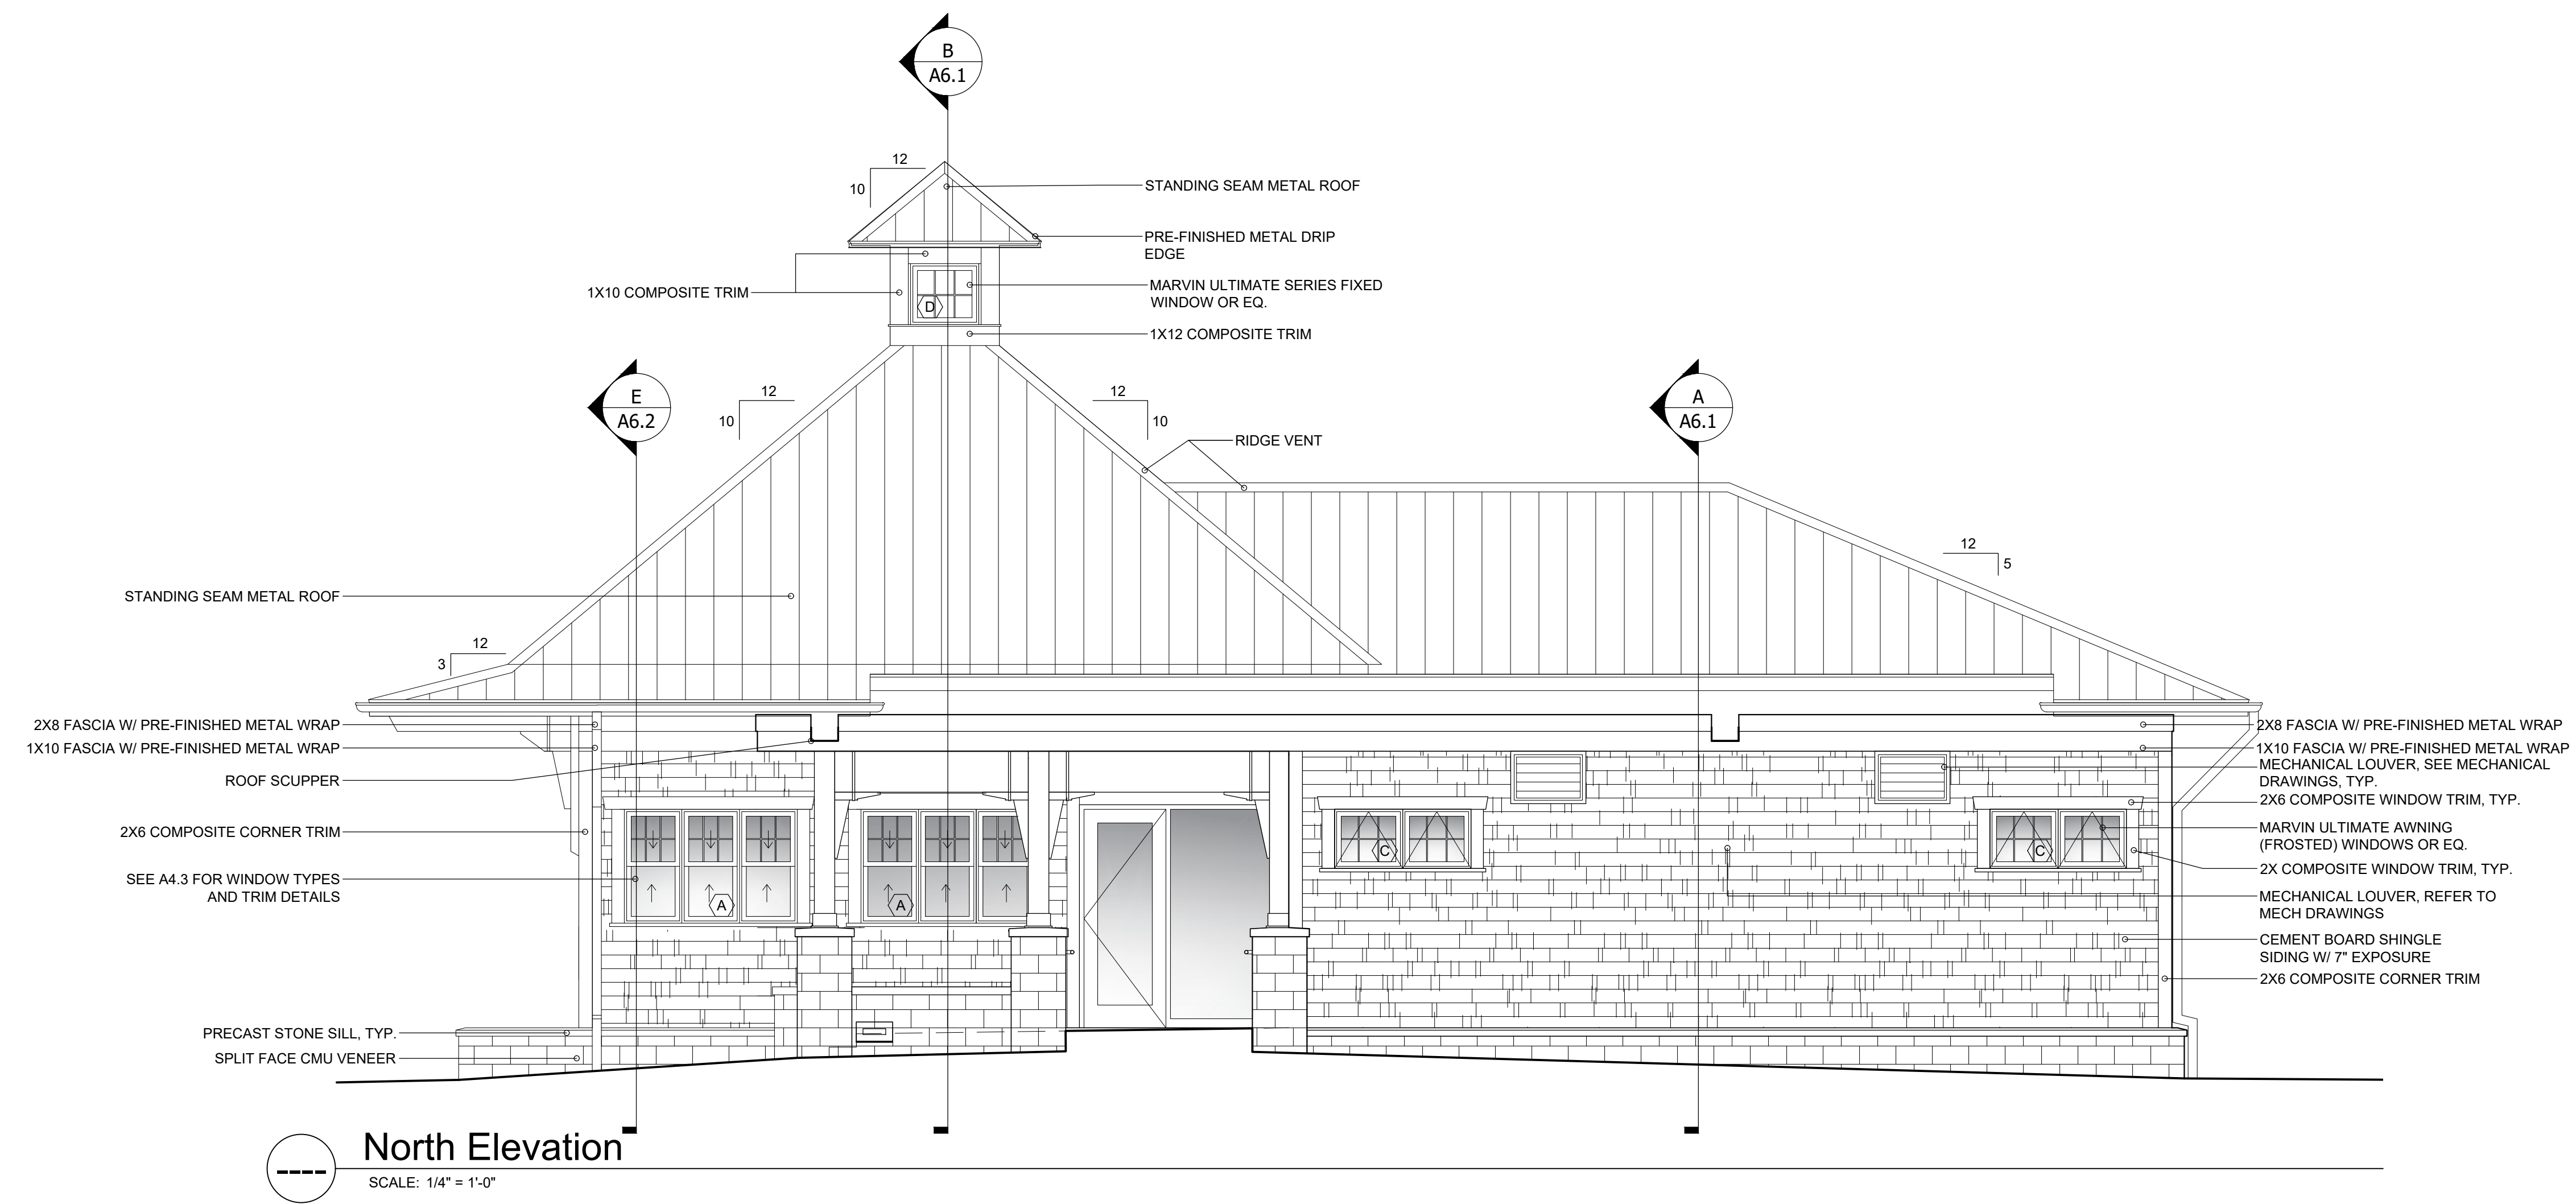 B
A6.1
12
10
STANDING SEAM METAL ROOF
PRE-FINISHED METAL DRIP
EDGE
1X10 COMPOSITE TRIM
MARVIN ULTIMATE SERIES FIXED
WINDOW OR EQ.
D
1X12 COMPOSITE TRIM
E
A6.2
12
10
12
10
A
A6.1
RIDGE VENT
12
5
STANDING SEAM METAL ROOF
12
3
2X8 FASCIA W/ PRE-FINISHED METAL WRAP
1X10 FASCIA W/ PRE-FINISHED METAL WRAP
ROOF SCUPPER
2X6 COMPOSITE CORNER TRIM
SEE A4.3 FOR WINDOW TYPES
AND TRIM DETAILS
PRECAST STONE SILL, TYP.
SPLIT FACE CMU VENEER
A
A
C
C
2X8 FASCIA W/ PRE-FINISHED METAL WRAP
1X10 FASCIA W/ PRE-FINISHED METAL WRAP
MECHANICAL LOUVER, SEE MECHANICAL
DRAWINGS, TYP.
2X6 COMPOSITE WINDOW TRIM, TYP.
MARVIN ULTIMATE AWNING
(FROSTED) WINDOWS OR EQ.
2X COMPOSITE WINDOW TRIM, TYP.
MECHANICAL LOUVER, REFER TO
MECH DRAWINGS
CEMENT BOARD SHINGLE
SIDING W/ 7" EXPOSURE
2X6 COMPOSITE CORNER TRIM
----
North Elevation
SCALE: 1/4" = 1'-0"